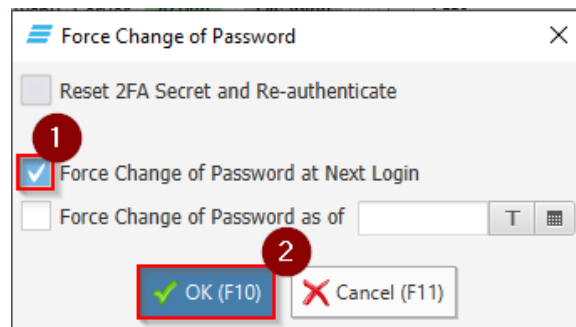 Force Change of Password
Reset 2FA Secret and Re-authenticate
1
Force Change of Password at Next Login
Force Change of Password as of T
2
OK (F10) Cancel (F11)